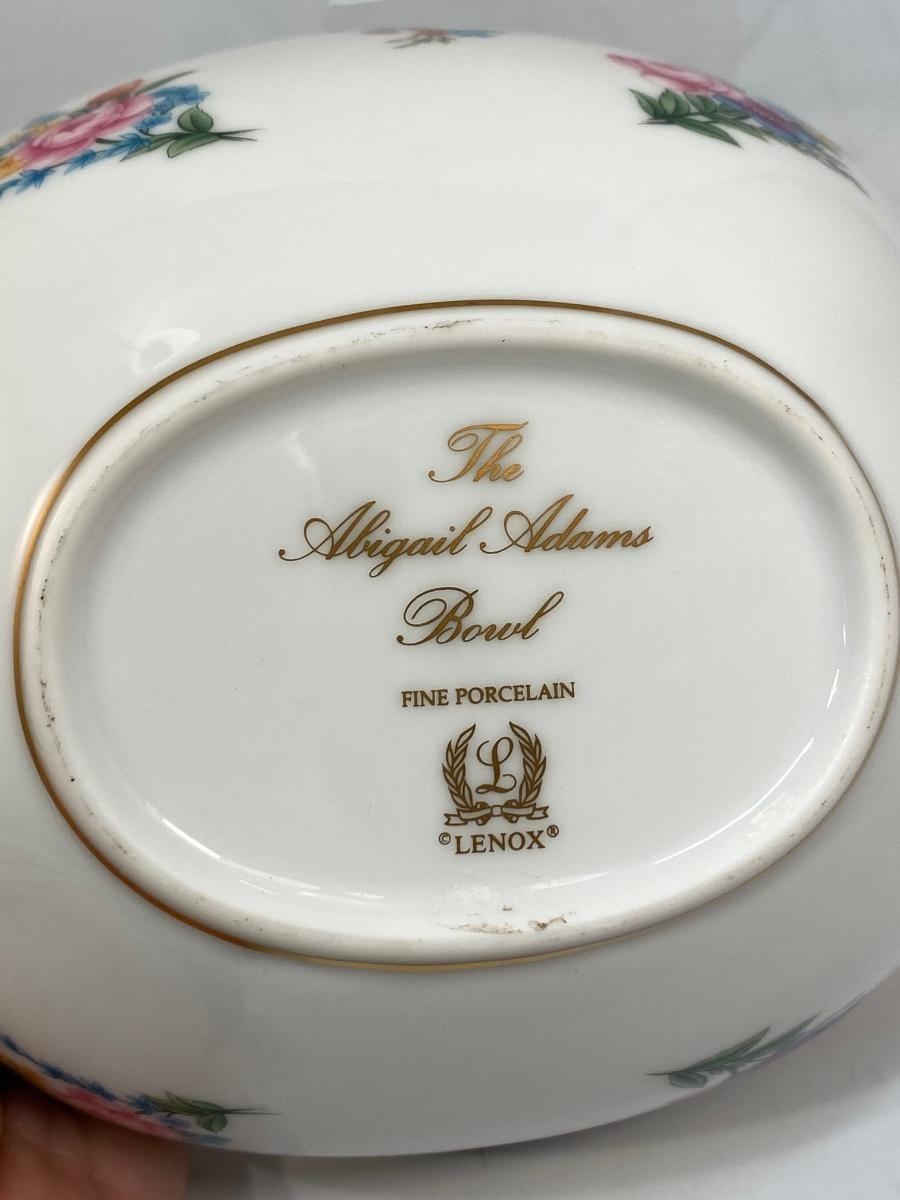 The
Abigail Adams
Bowl
FINE PORCELAIN
L
©LENOX®